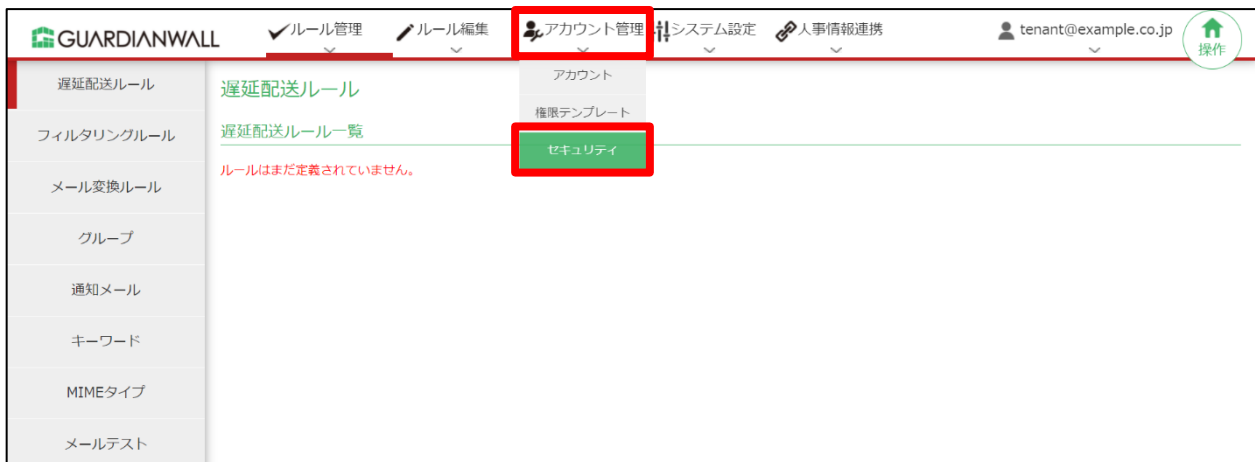 GUARDIANWALL
ルール管理
ルール編集
アカウント管理
システム設定
人事情報連携
tenant@example.co.jp
操作
アカウント
権限テンプレート
セキュリティ
遅延配送ルール
フィルタリングルール
メール変換ルール
グループ
通知メール
キーワード
MIMEタイプ
メールテスト
遅延配送ルール
遅延配送ルール一覧
ルールはまだ定義されていません。